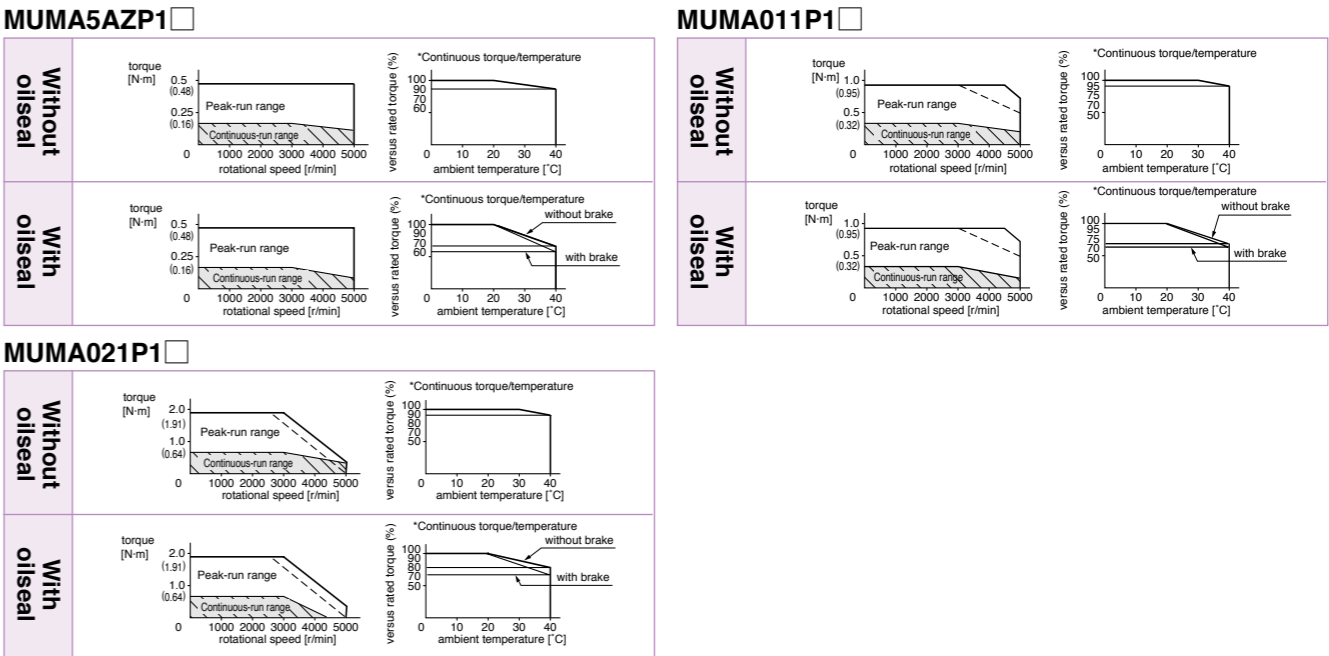 MUMA5AZP1□
Without oilseal
torque
[N·m]
0.5
(0.48)
0.25
(0.16)
Peak-run range
Continuous-run range
0 1000 2000 3000 4000 5000
rotational speed [r/min]
*Continuous torque/temperature
versus rated torque (%)
100
90
70
60
0 10 20 30 40
ambient temperature [˚C]
With oilseal
torque
[N·m]
0.5
(0.48)
0.25
(0.16)
Peak-run range
Continuous-run range
0 1000 2000 3000 4000 5000
rotational speed [r/min]
*Continuous torque/temperature
without brake
versus rated torque (%)
100
90
70
60
with brake
0 10 20 30 40
ambient temperature [˚C]
MUMA011P1□
Without oilseal
torque
[N·m]
1.0
(0.95)
0.5
(0.32)
Peak-run range
Continuous-run range
0 1000 2000 3000 4000 5000
rotational speed [r/min]
*Continuous torque/temperature
versus rated torque (%)
100
95
75
70
50
0 10 20 30 40
ambient temperature [˚C]
With oilseal
torque
[N·m]
1.0
(0.95)
0.5
(0.32)
Peak-run range
Continuous-run range
0 1000 2000 3000 4000 5000
rotational speed [r/min]
*Continuous torque/temperature
without brake
versus rated torque (%)
100
95
75
70
50
with brake
0 10 20 30 40
ambient temperature [˚C]
MUMA021P1□
Without oilseal
torque
[N·m]
2.0
(1.91)
1.0
(0.64)
Peak-run range
Continuous-run range
0 1000 2000 3000 4000 5000
rotational speed [r/min]
*Continuous torque/temperature
versus rated torque (%)
100
90
80
70
50
0 10 20 30 40
ambient temperature [˚C]
With oilseal
torque
[N·m]
2.0
(1.91)
1.0
(0.64)
Peak-run range
Continuous-run range
0 1000 2000 3000 4000 5000
rotational speed [r/min]
*Continuous torque/temperature
without brake
versus rated torque (%)
100
90
80
70
50
with brake
0 10 20 30 40
ambient temperature [˚C]